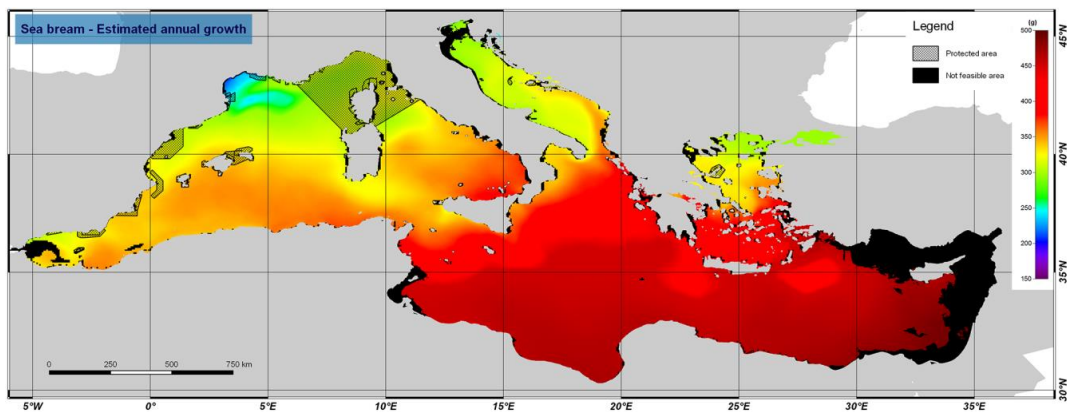 Sea bream - Estimated annual growth
Legend
Protected area
Not feasible area
(g)
500
450
400
350
300
250
200
150
45°N
40°N
35°N
30°N
0 250 500 750 km
5°W 0° 5°E 10°E 15°E 20°E 25°E 30°E 35°E